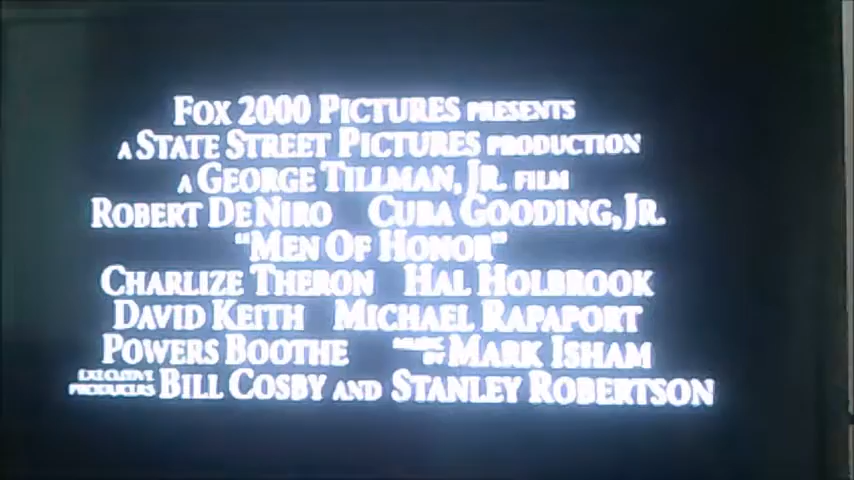 FOX 2000 PICTURES PRESENTS
A STATE STREET PICTURES PRODUCTION
A GEORGE TILLMAN, JR. FILM
ROBERT DE NIRO CUBA GOODING, JR.
"MEN OF HONOR"
CHARLIZE THERON HAL HOLBROOK
DAVID KEITH MICHAEL RAPAPORT
POWERS BOOTHE MUSIC BY MARK ISHAM
EXECUTIVE PRODUCERS BILL COSBY AND STANLEY ROBERTSON